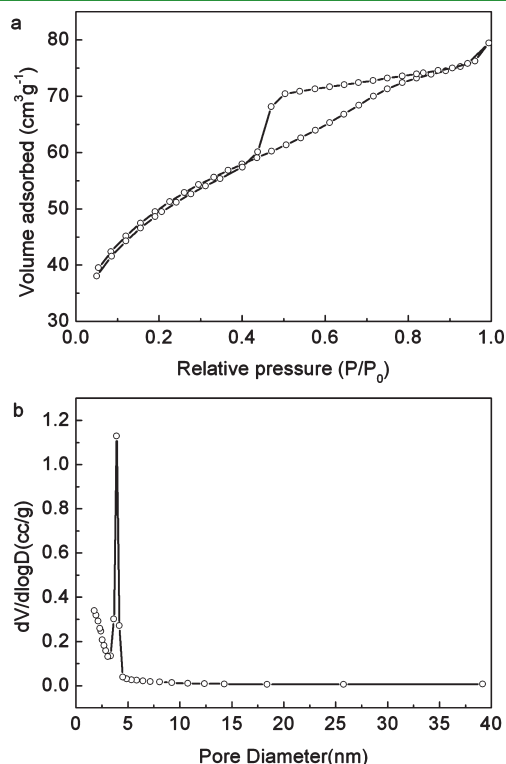 a
80
70
60
50
40
30
Volume adsorbed (cm³g⁻¹)
0.0 0.2 0.4 0.6 0.8 1.0
Relative pressure (P/P₀)
b
1.2
1.0
0.8
0.6
0.4
0.2
0.0
dV/dlogD(cc/g)
0 5 10 15 20 25 30 35 40
Pore Diameter(nm)